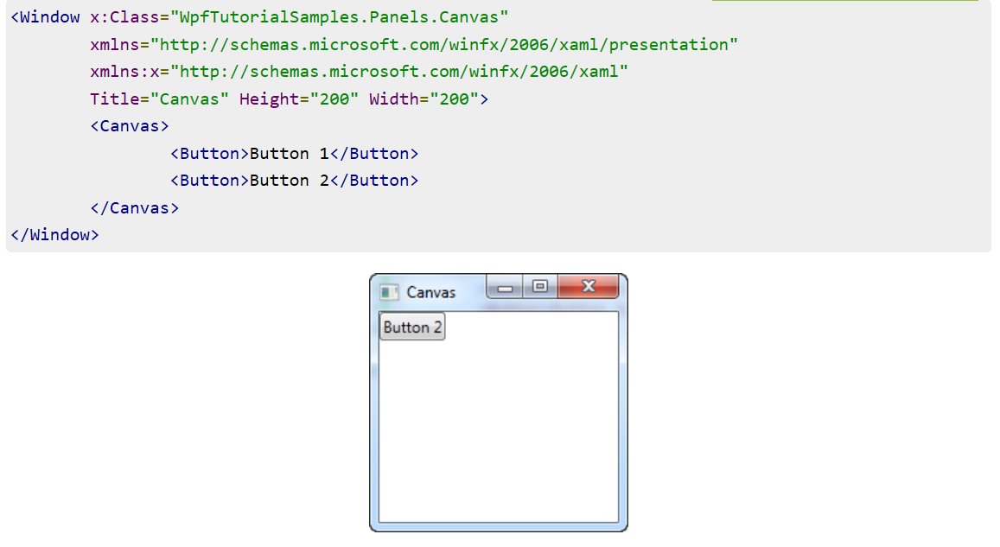 <Window x:Class="WpfTutorialSamples.Panels.Canvas"
xmlns="http://schemas.microsoft.com/winfx/2006/xaml/presentation"
xmlns:x="http://schemas.microsoft.com/winfx/2006/xaml"
Title="Canvas" Height="200" Width="200">
<Canvas>
<Button>Button 1</Button>
<Button>Button 2</Button>
</Canvas>
</Window>
Canvas
Button 2